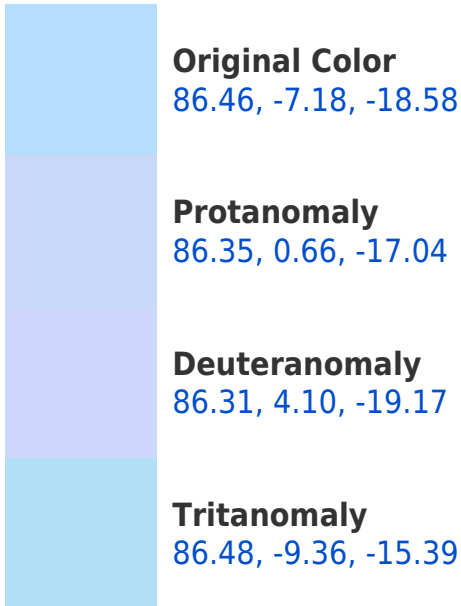 Original Color
86.46, -7.18, -18.58
Protanomaly
86.35, 0.66, -17.04
Deuteranomaly
86.31, 4.10, -19.17
Tritanomaly
86.48, -9.36, -15.39